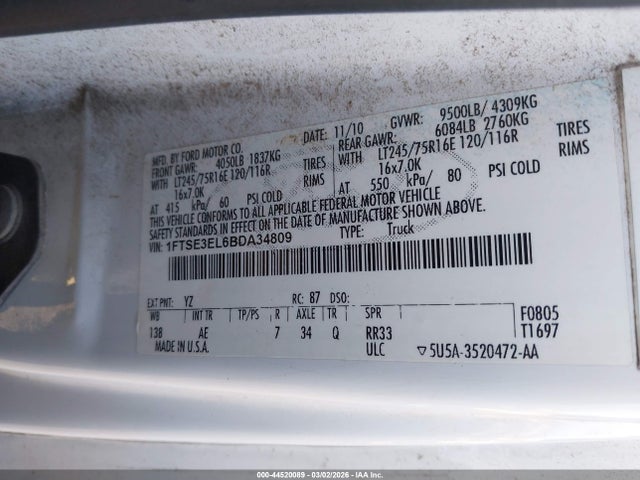 MFD. BY FORD MOTOR CO. DATE: 11/10 GVWR: 9500LB/ 4309KG
FRONT GAWR: 4050LB 1837KG REAR GAWR: 6084LB 2760KG
WITH LT245/75R16E 120/116R TIRES WITH LT245/75R16E 120/116R TIRES
16x7.0K RIMS 16x7.0K RIMS
AT 415 kPa/ 60 PSI COLD AT 550 kPa/ 80 PSI COLD
THIS VEHICLE CONFORMS TO ALL APPLICABLE FEDERAL MOTOR VEHICLE
SAFETY STANDARDS IN EFFECT ON THE DATE OF MANUFACTURE SHOWN ABOVE.
VIN: 1FTSE3EL6BDA34809 TYPE: Truck
EXT PNT: YZ RC: 87 DSO:
WB INT TR TP/PS R AXLE TR SPR F0805
138 AE 7 34 Q RR33 T1697
MADE IN U.S.A. ULC ▽5U5A-3520472-AA
000-44520089 - 03/02/2026 - IAA Inc.